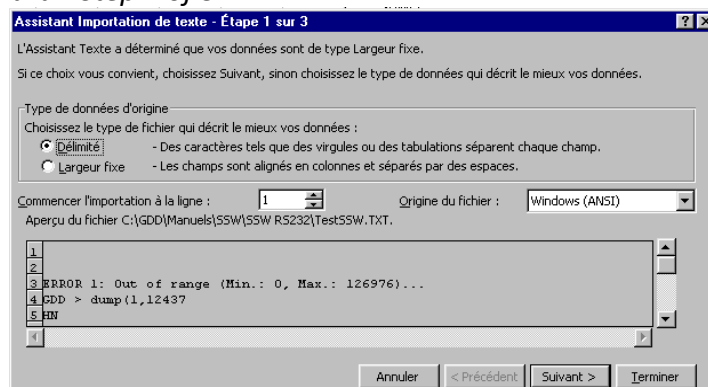 Assistant Importation de texte - Étape 1 sur 3
L'Assistant Texte a déterminé que vos données sont de type Largeur fixe.
Si ce choix vous convient, choisissez Suivant, sinon choisissez le type de données qui décrit le mieux vos données.
Type de données d'origine
Choisissez le type de fichier qui décrit le mieux vos données :
Délimité - Des caractères tels que des virgules ou des tabulations séparent chaque champ.
Largeur fixe - Les champs sont alignés en colonnes et séparés par des espaces.
Commencer l'importation à la ligne : 1 Origine du fichier : Windows (ANSI)
Aperçu du fichier C:\GDD\Manuels\SSW\SSW RS232\TestSSW.TXT.
1
2
3 ERROR 1: Out of range (Min.: 0, Max.: 126976)...
4 GDD > dump(1,12437
5 HN
Annuler < Précédent Suivant > Terminer